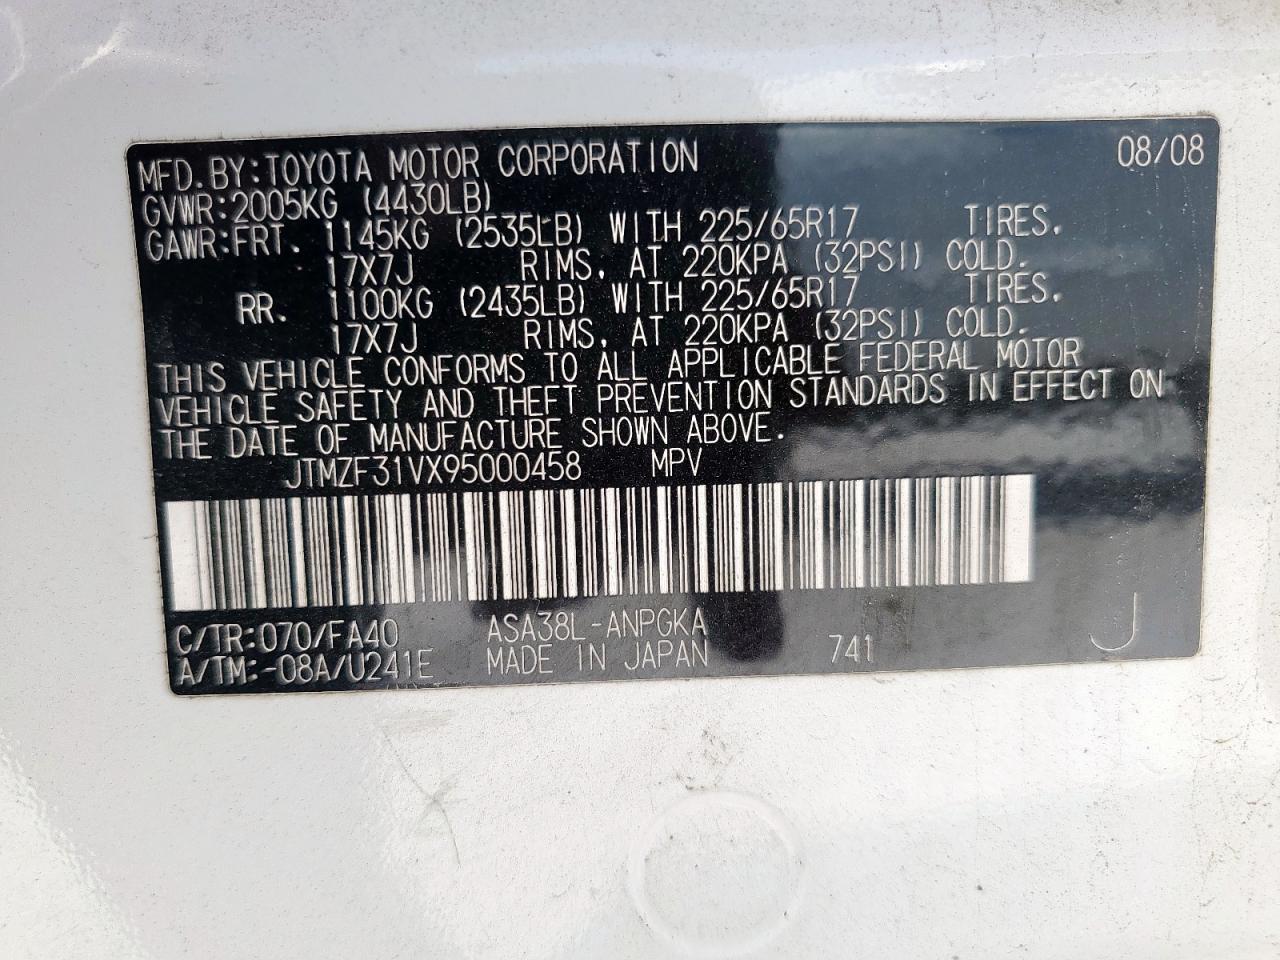 MFD. BY: TOYOTA MOTOR CORPORATION 08/08
GVWR: 2005KG (4430LB)
GAWR: FRT. 1145KG (2535LB) WITH 225/65R17 TIRES.
17X7J RIMS, AT 220KPA (32PSI) COLD.
RR. 1100KG (2435LB) WITH 225/65R17 TIRES.
17X7J RIMS, AT 220KPA (32PSI) COLD.
THIS VEHICLE CONFORMS TO ALL APPLICABLE FEDERAL MOTOR
VEHICLE SAFETY AND THEFT PREVENTION STANDARDS IN EFFECT ON
THE DATE OF MANUFACTURE SHOWN ABOVE.
JTMZF31VX95000458 MPV
C/TR: 070/FA40 ASA38L-ANPGKA
A/TM: -08A/U241E MADE IN JAPAN 741 J